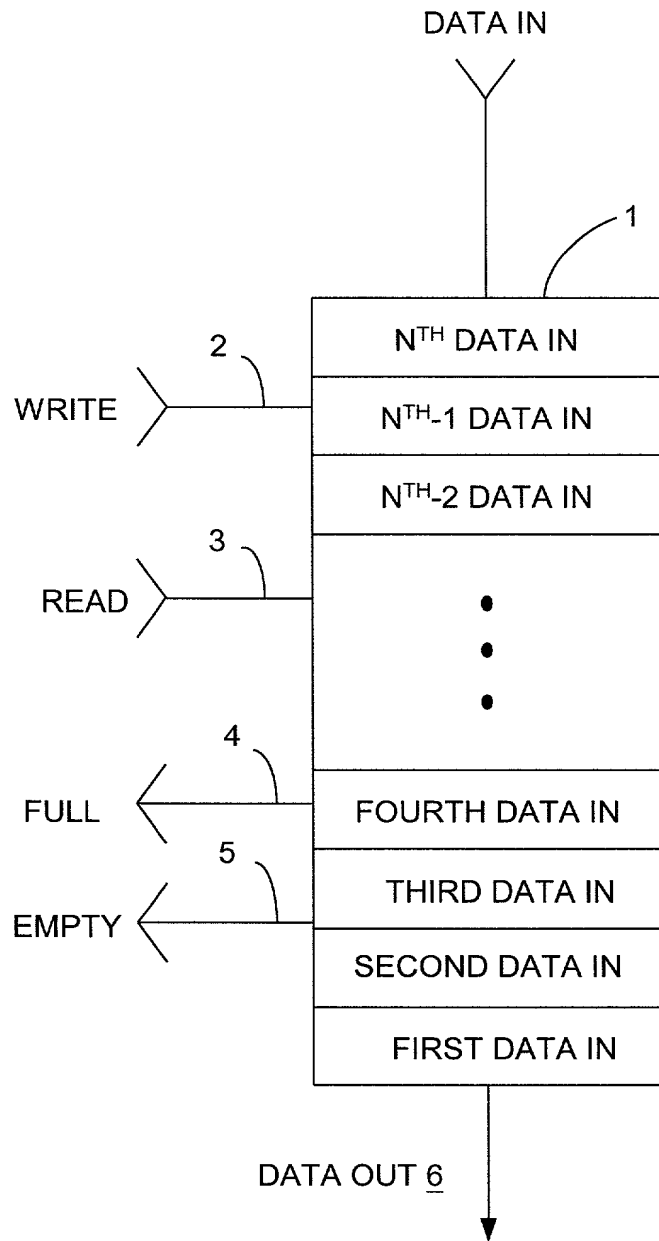 DATA IN
1
N^TH DATA IN
2
WRITE
N^TH-1 DATA IN
N^TH-2 DATA IN
3
READ
4
FULL
FOURTH DATA IN
5
THIRD DATA IN
EMPTY
SECOND DATA IN
FIRST DATA IN
DATA OUT 6